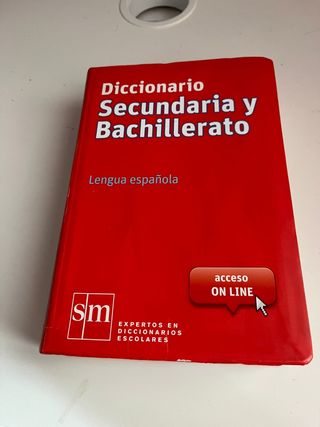 Diccionario
Secundaria y
Bachillerato
Lengua española
acceso
ON LINE
sm
EXPERTOS EN
DICCIONARIOS
ESCOLARES